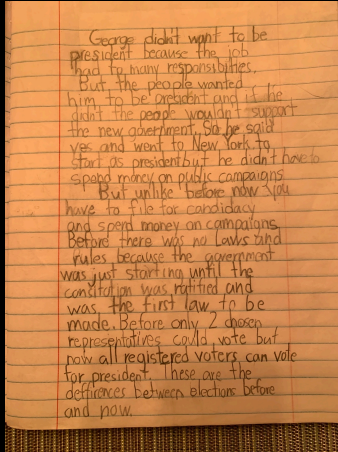 George didn't want to be
president because the job
had to many responsibities.
But, the people wanted
him to be president and if he
didn't the people wouldn't support
the new government. So, he said
yes and went to New York to
start as president but he didn't have to
spend money on public campaigns
But unlike before now you
have to file for candidacy
and spend money on campaigns.
Before there was no Laws and
rules because the government
was just starting until the
constitution was ratified and
was the first law to be
made. Before only 2 chosen
representatives could vote but
now all registered voters can vote
for president. These are the
deffirences between elections before
and now.